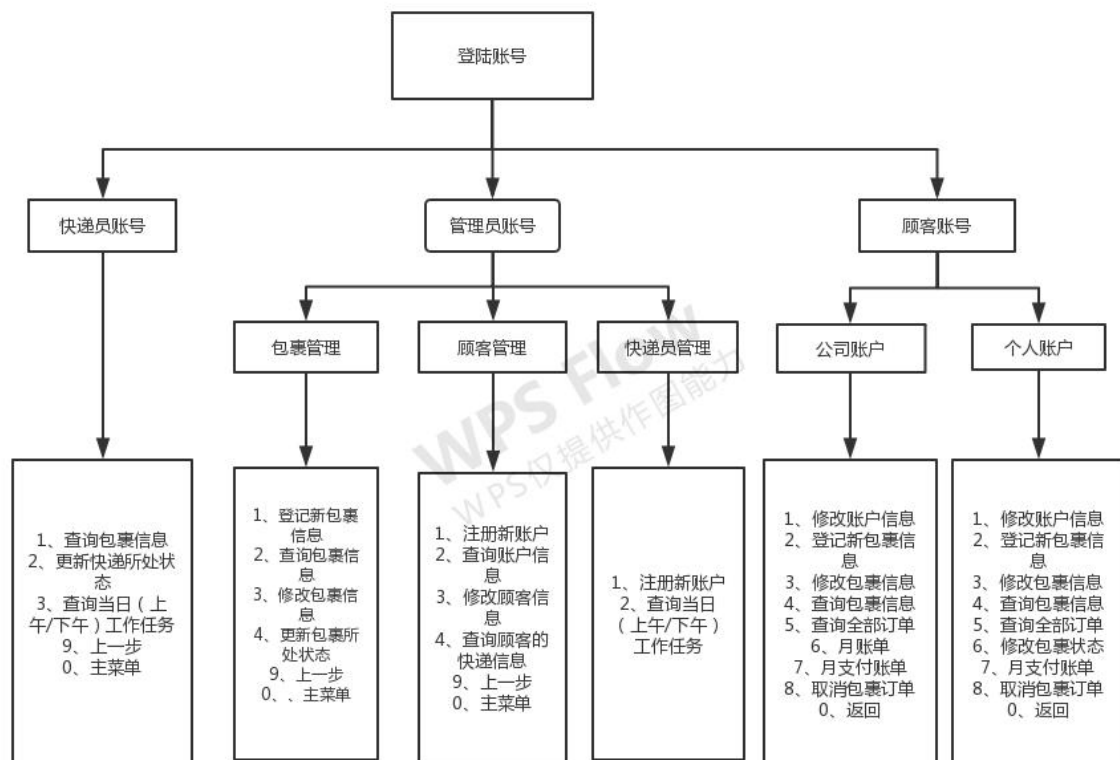 登陆账号
快递员账号
管理员账号
顾客账号
包裹管理
顾客管理
快递员管理
公司账户
个人账户
1、查询包裹信息
2、更新快递所处状
态
3、查询当日（上
午/下午）工作任务
9、上一步
0、主菜单
1、登记新包裹
信息
2、查询包裹信
息
3、修改包裹信
息
4、更新包裹所
处状态
9、上一步
0、、主菜单
1、注册新账户
2、查询账户信
息
3、修改顾客信
息
4、查询顾客的
快递信息
9、上一步
0、主菜单
1、注册新账户
2、查询当日
（上午/下午）
工作任务
1、修改账户信息
2、登记新包裹信
息
3、修改包裹信息
4、查询包裹信息
5、查询全部订单
6、月账单
7、月支付账单
8、取消包裹订单
0、返回
1、修改账户信息
2、登记新包裹信
息
3、修改包裹信息
4、查询包裹信息
5、查询全部订单
6、修改包裹状态
7、月支付账单
8、取消包裹订单
0、返回
WPS Flow
WPS仅提供作图能力